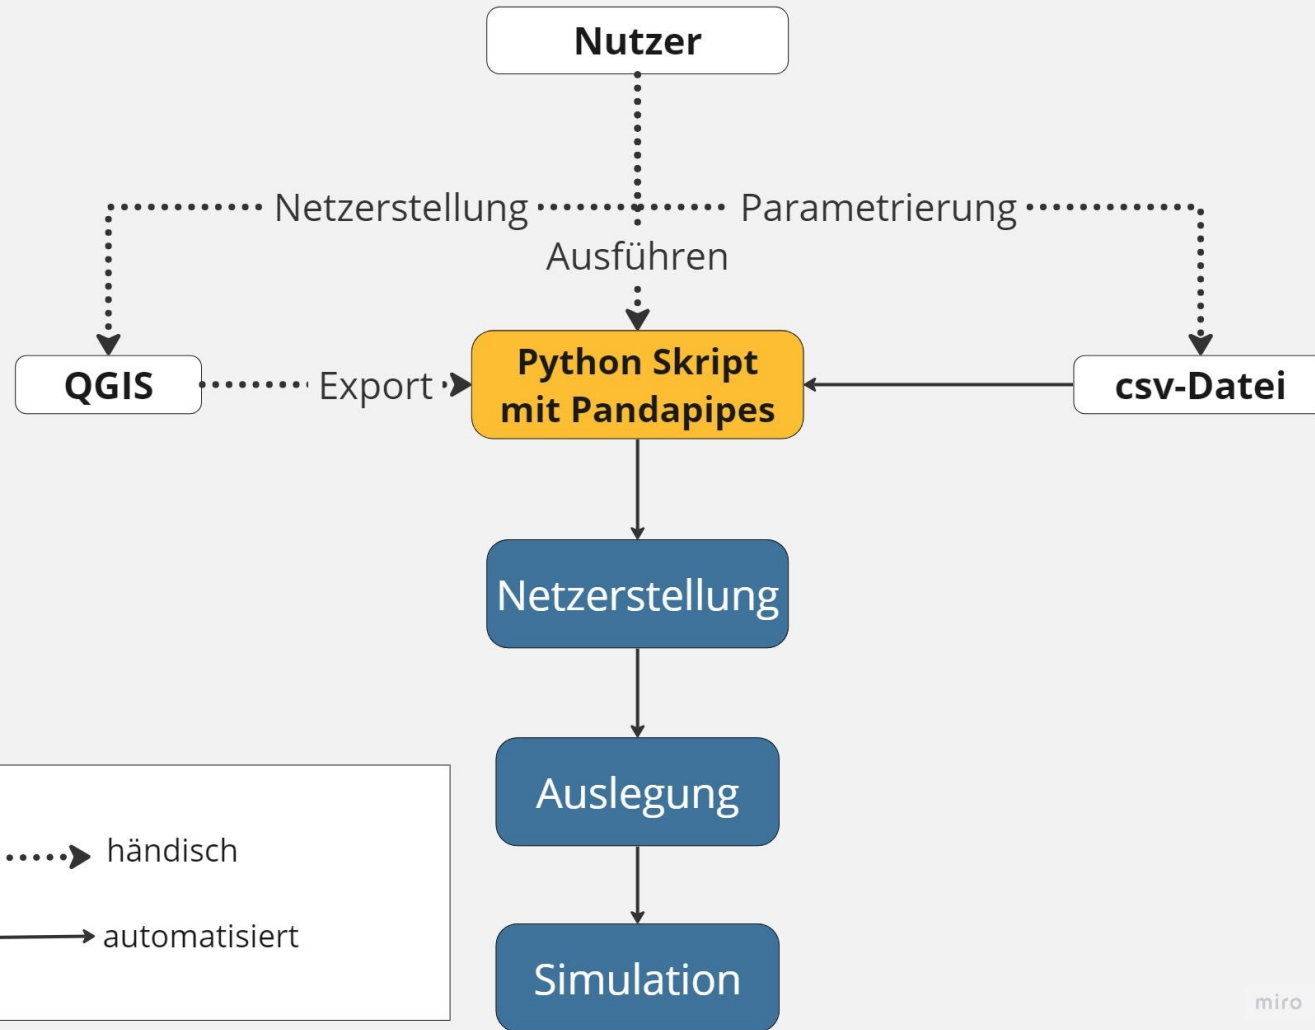 Nutzer
Netzerstellung
Parametrierung
Ausführen
QGIS
Export
Python Skript
mit Pandapipes
csv-Datei
Netzerstellung
Auslegung
händisch
automatisiert
Simulation
miro